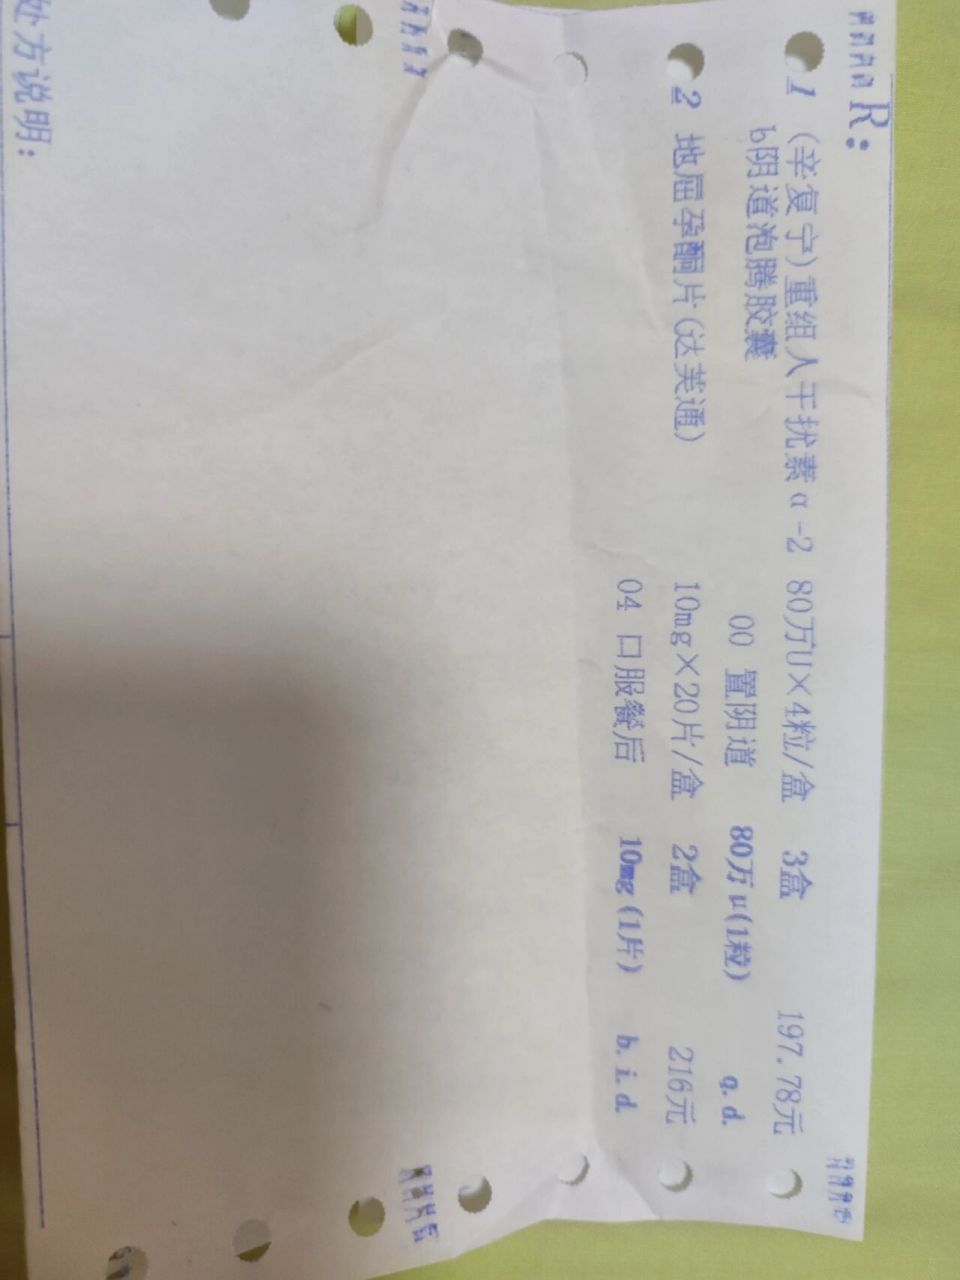 R:
1 (辛复宁)重组人干扰素α-2 80万U×4粒/盒 3盒 197.78元
b阴道泡腾胶囊 00 置阴道 80万u(1粒) q.d.
2 地屈孕酮片(达芙通) 10mg×20片/盒 2盒 216元
04 口服餐后 10mg(1片) b.i.d.
处方说明: